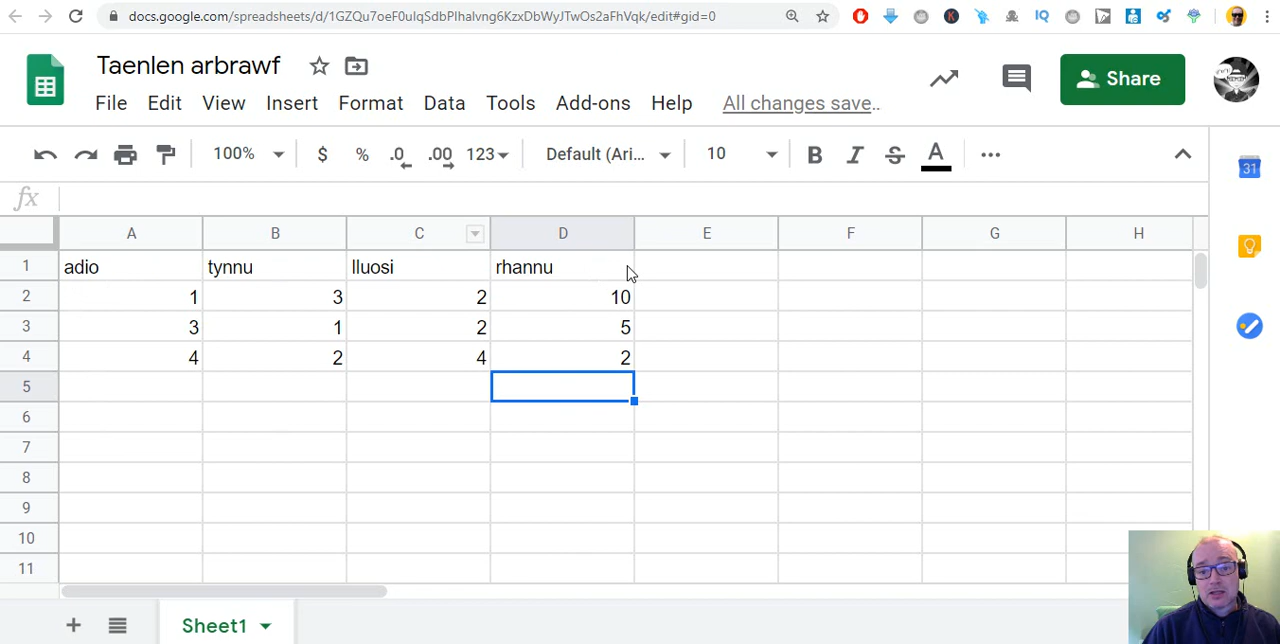 docs.google.com/spreadsheets/d/1GZQu7oeF0uIqSdbPIhalvng6KzxDbWyJTwOs2aFhVqk/edit#gid=0
IQ
Taenlen arbrawf
Share
File Edit View Insert Format Data Tools Add-ons Help All changes save..
100% $ % .0 .00 123 Default (Ari... 10 B I S A
31
fx
A B C D E F G H
1 adio tynnu lluosi rhannu
2 1 3 2 10
3 3 1 2 5
4 4 2 4 2
5
6
7
8
9
10
11
Sheet1